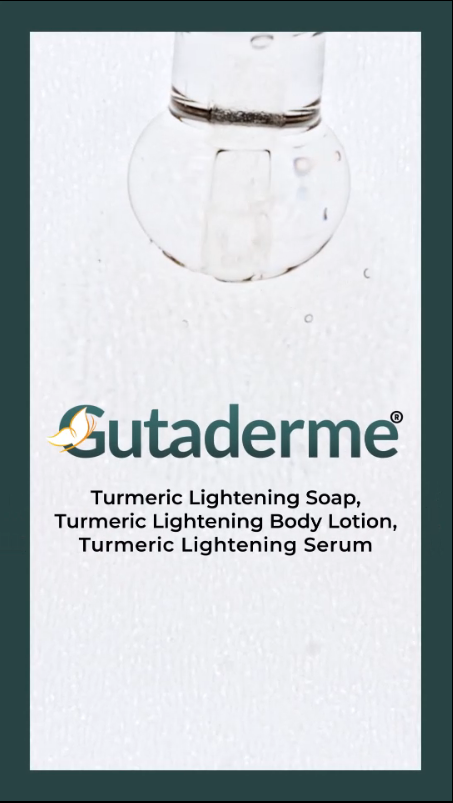 Gutaderme®
Turmeric Lightening Soap,
Turmeric Lightening Body Lotion,
Turmeric Lightening Serum